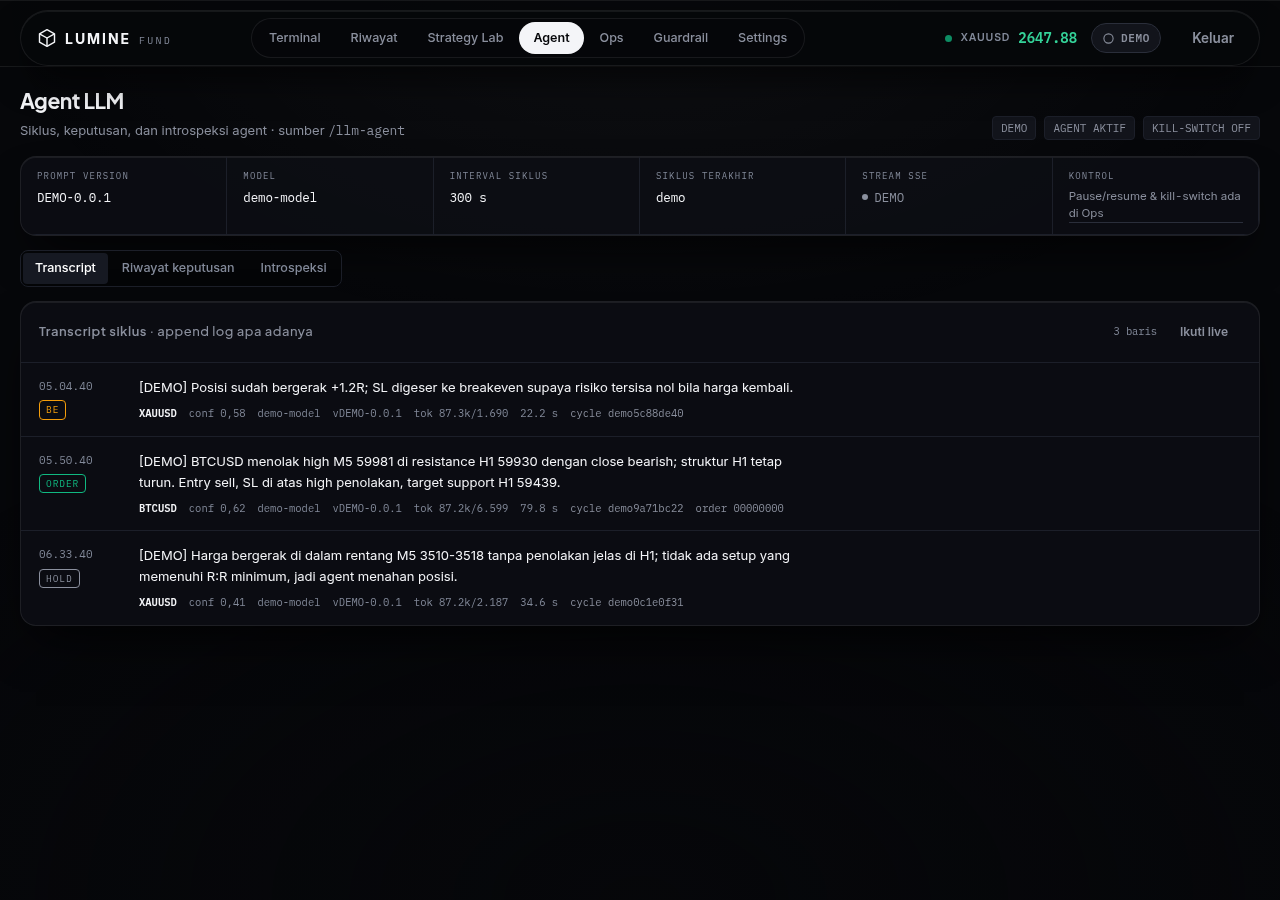 LUMINE FUND
Terminal Riwayat Strategy Lab Agent Ops Guardrail Settings
XAUUSD 2647.88 DEMO Keluar
Agent LLM
Siklus, keputusan, dan introspeksi agent · sumber /llm-agent
DEMO AGENT AKTIF KILL-SWITCH OFF
PROMPT VERSION
DEMO-0.0.1
MODEL
demo-model
INTERVAL SIKLUS
300 s
SIKLUS TERAKHIR
demo
STREAM SSE
DEMO
KONTROL
Pause/resume & kill-switch ada
di Ops
Transcript Riwayat keputusan Introspeksi
Transcript siklus · append log apa adanya
3 baris Ikuti live
05.04.40
BE
[DEMO] Posisi sudah bergerak +1.2R; SL digeser ke breakeven supaya risiko tersisa nol bila harga kembali.
XAUUSD conf 0,58 demo-model vDEMO-0.0.1 tok 87.3k/1.690 22.2 s cycle demo5c88de40
05.50.40
ORDER
[DEMO] BTCUSD menolak high M5 59981 di resistance H1 59930 dengan close bearish; struktur H1 tetap
turun. Entry sell, SL di atas high penolakan, target support H1 59439.
BTCUSD conf 0,62 demo-model vDEMO-0.0.1 tok 87.2k/6.599 79.8 s cycle demo9a71bc22 order 00000000
06.33.40
HOLD
[DEMO] Harga bergerak di dalam rentang M5 3510-3518 tanpa penolakan jelas di H1; tidak ada setup yang
memenuhi R:R minimum, jadi agent menahan posisi.
XAUUSD conf 0,41 demo-model vDEMO-0.0.1 tok 87.2k/2.187 34.6 s cycle demo0c1e0f31